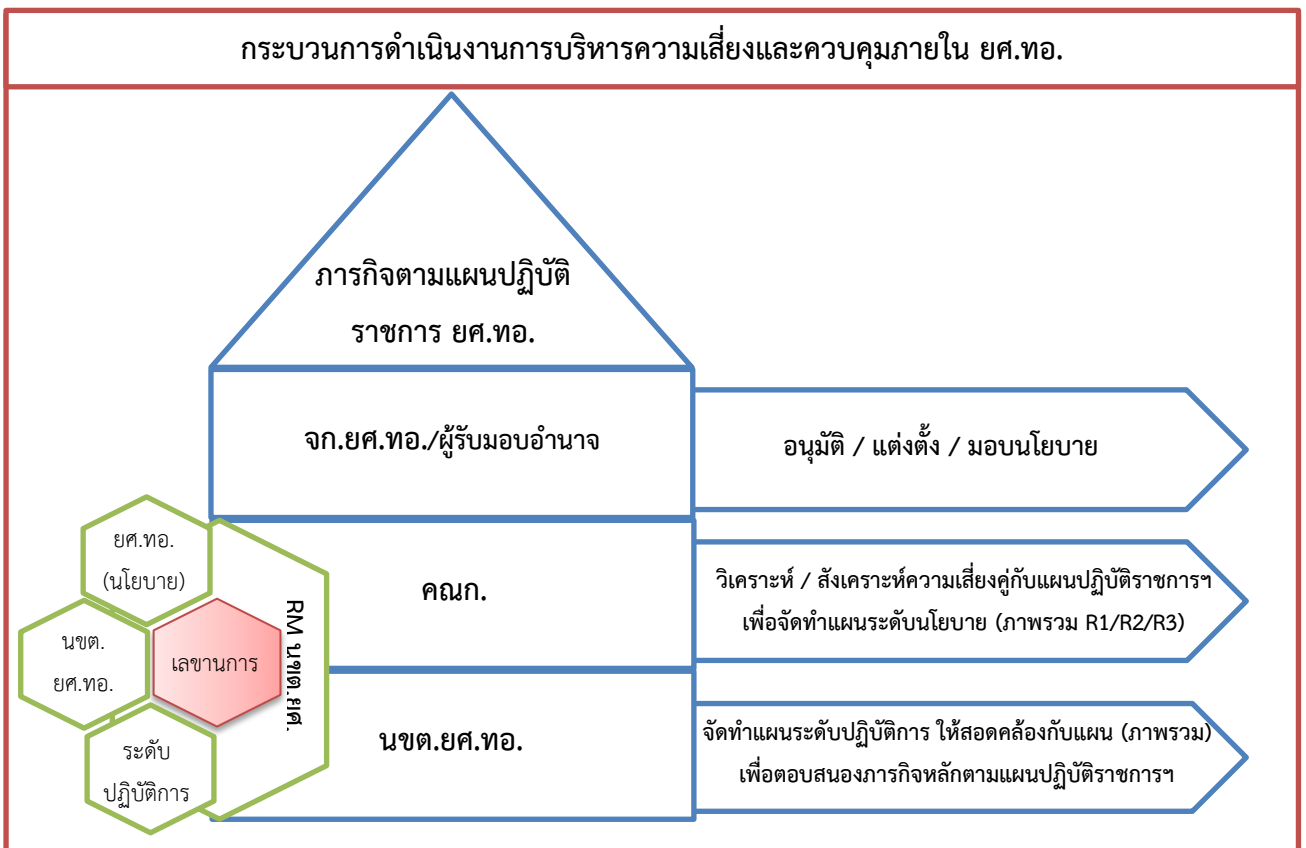 กระบวนการดำเนินงานการบริหารความเสี่ยงและควบคุมภายใน ยศ.ทอ.
ภารกิจตามแผนปฏิบัติ
ราชการ ยศ.ทอ.
จก.ยศ.ทอ./ผู้รับมอบอำนาจ
อนุมัติ / แต่งตั้ง / มอบนโยบาย
คณก.
วิเคราะห์ / สังเคราะห์ความเสี่ยงคู่กับแผนปฏิบัติราชการฯ
เพื่อจัดทำแผนระดับนโยบาย (ภาพรวม R1/R2/R3)
นขต.ยศ.ทอ.
จัดทำแผนระดับปฏิบัติการ ให้สอดคล้องกับแผน (ภาพรวม)
เพื่อตอบสนองภารกิจหลักตามแผนปฏิบัติราชการฯ
ยศ.ทอ.
(นโยบาย)
นขต.
ยศ.ทอ.
เลขานการ
ระดับ
ปฏิบัติการ
RM นขต.ยศ.